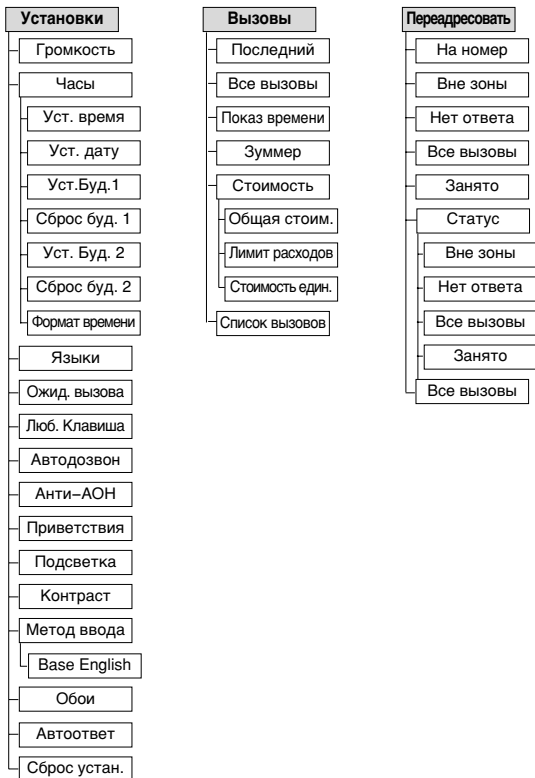 Установки
Громкость
Часы
Уст. время
Уст. дату
Уст.Буд.1
Сброс буд. 1
Уст. Буд. 2
Сброс буд. 2
Формат времени
Языки
Ожид. вызова
Люб. Клавиша
Автодозвон
Анти–АОН
Приветствия
Подсветка
Контраст
Метод ввода
Base English
Обои
Автоответ
Сброс устан.
Вызовы
Последний
Все вызовы
Показ времени
Зуммер
Стоимость
Общая стоим.
Лимит расходов
Стоимость един.
Список вызовов
Переадресовать
На номер
Вне зоны
Нет ответа
Все вызовы
Занято
Статус
Вне зоны
Нет ответа
Все вызовы
Занято
Все вызовы